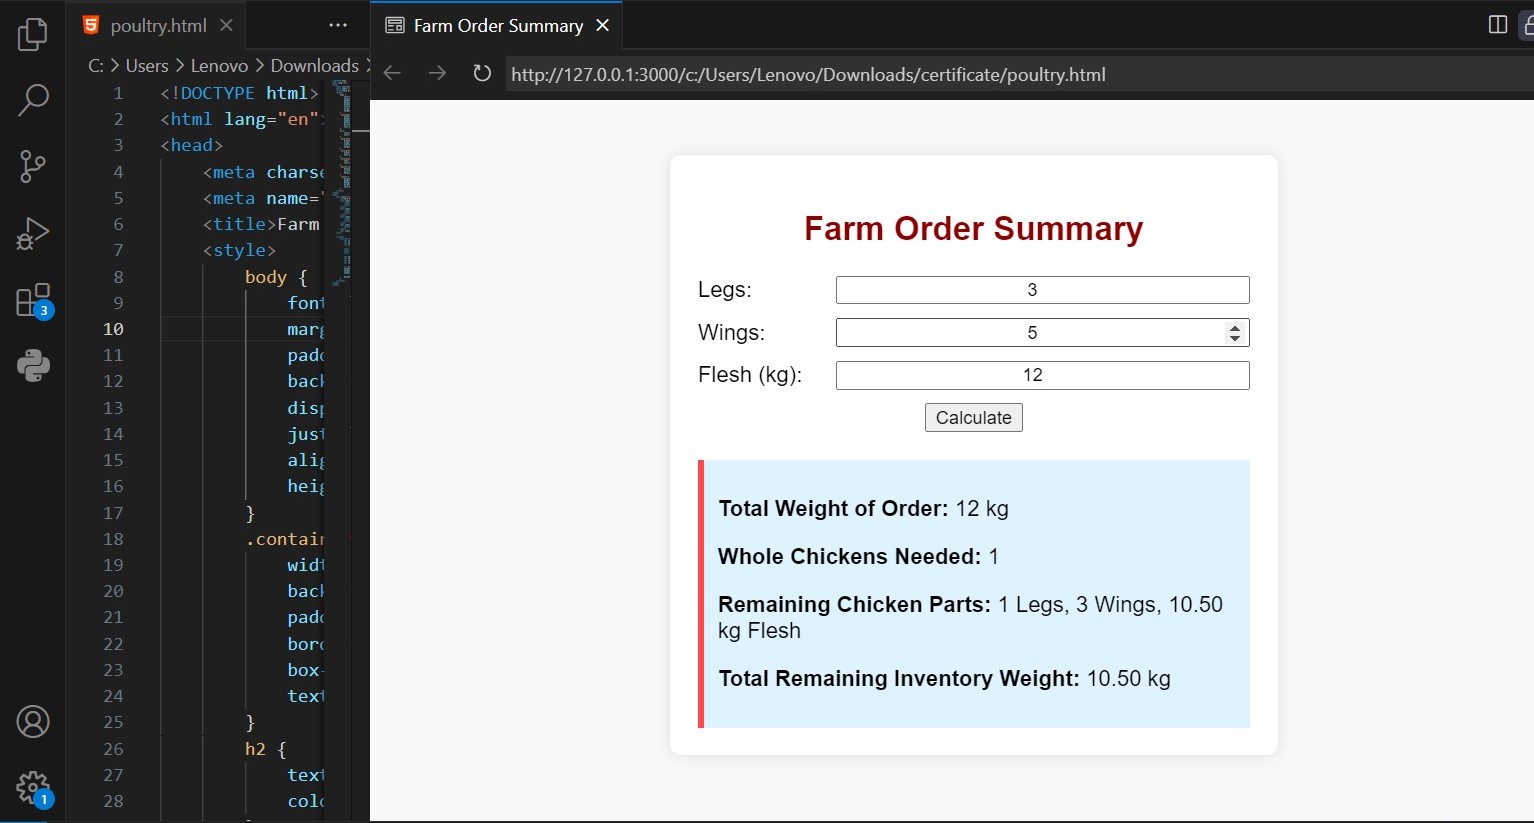 poultry.html
Farm Order Summary
C: > Users > Lenovo > Downloads >
http://127.0.0.1:3000/c:/Users/Lenovo/Downloads/certificate/poultry.html
1 <!DOCTYPE html>
2 <html lang="en"
3 <head>
4 <meta charse
5 <meta name="
6 <title>Farm
7 <style>
8 body {
9 font
10 marg
11 padd
12 back
13 disp
14 just
15 alig
16 heig
17 }
18 .contain
19 widt
20 back
21 padd
22 bord
23 box-
24 text
25 }
26 h2 {
27 text
28 colo
3
1
Farm Order Summary
Legs: 3
Wings: 5
Flesh (kg): 12
Calculate
Total Weight of Order: 12 kg
Whole Chickens Needed: 1
Remaining Chicken Parts: 1 Legs, 3 Wings, 10.50
kg Flesh
Total Remaining Inventory Weight: 10.50 kg